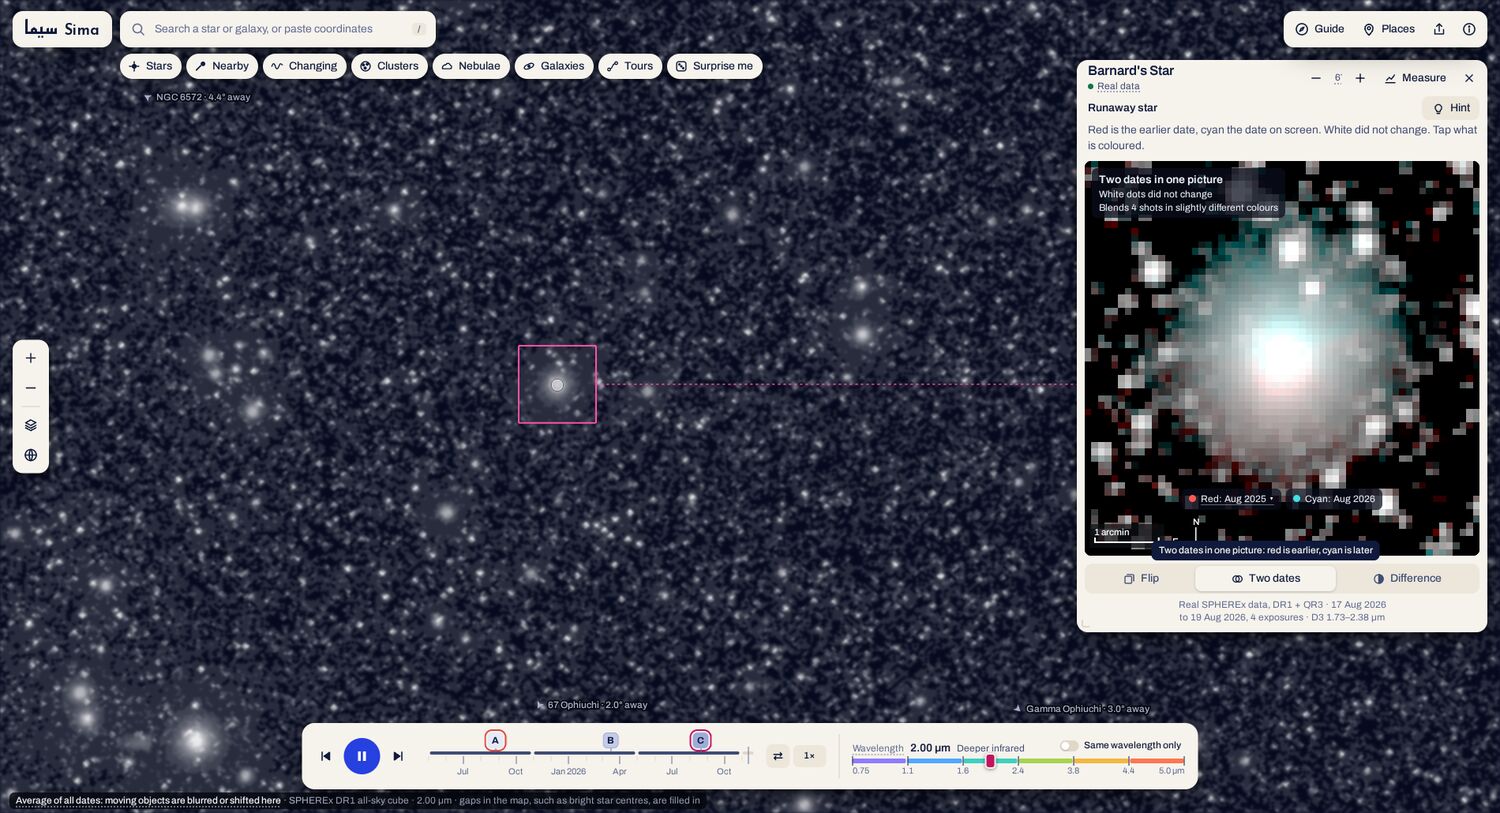 سيما Sima
Search a star or galaxy, or paste coordinates /
Guide
Places
Stars
Nearby
Changing
Clusters
Nebulae
Galaxies
Tours
Surprise me
NGC 6572 · 4.4° away
Barnard's Star
Real data
6'
Measure
Runaway star
Hint
Red is the earlier date, cyan the date on screen. White did not change. Tap what
is coloured.
Two dates in one picture
White dots did not change
Blends 4 shots in slightly different colours
Red: Aug 2025
Cyan: Aug 2026
1 arcmin
N
Two dates in one picture: red is earlier, cyan is later
Flip
Two dates
Difference
Real SPHEREx data, DR1 + QR3 · 17 Aug 2026
to 19 Aug 2026, 4 exposures · D3 1.73–2.38 µm
67 Ophiuchi · 2.0° away
Gamma Ophiuchi · 3.0° away
A
B
C
Jul
Oct
Jan 2026
Apr
Jul
Oct
1×
Wavelength 2.00 µm Deeper infrared
Same wavelength only
0.75 1.1 1.6 2.4 3.8 4.4 5.0 µm
Average of all dates: moving objects are blurred or shifted here · SPHEREx DR1 all-sky cube · 2.00 µm · gaps in the map, such as bright star centres, are filled in